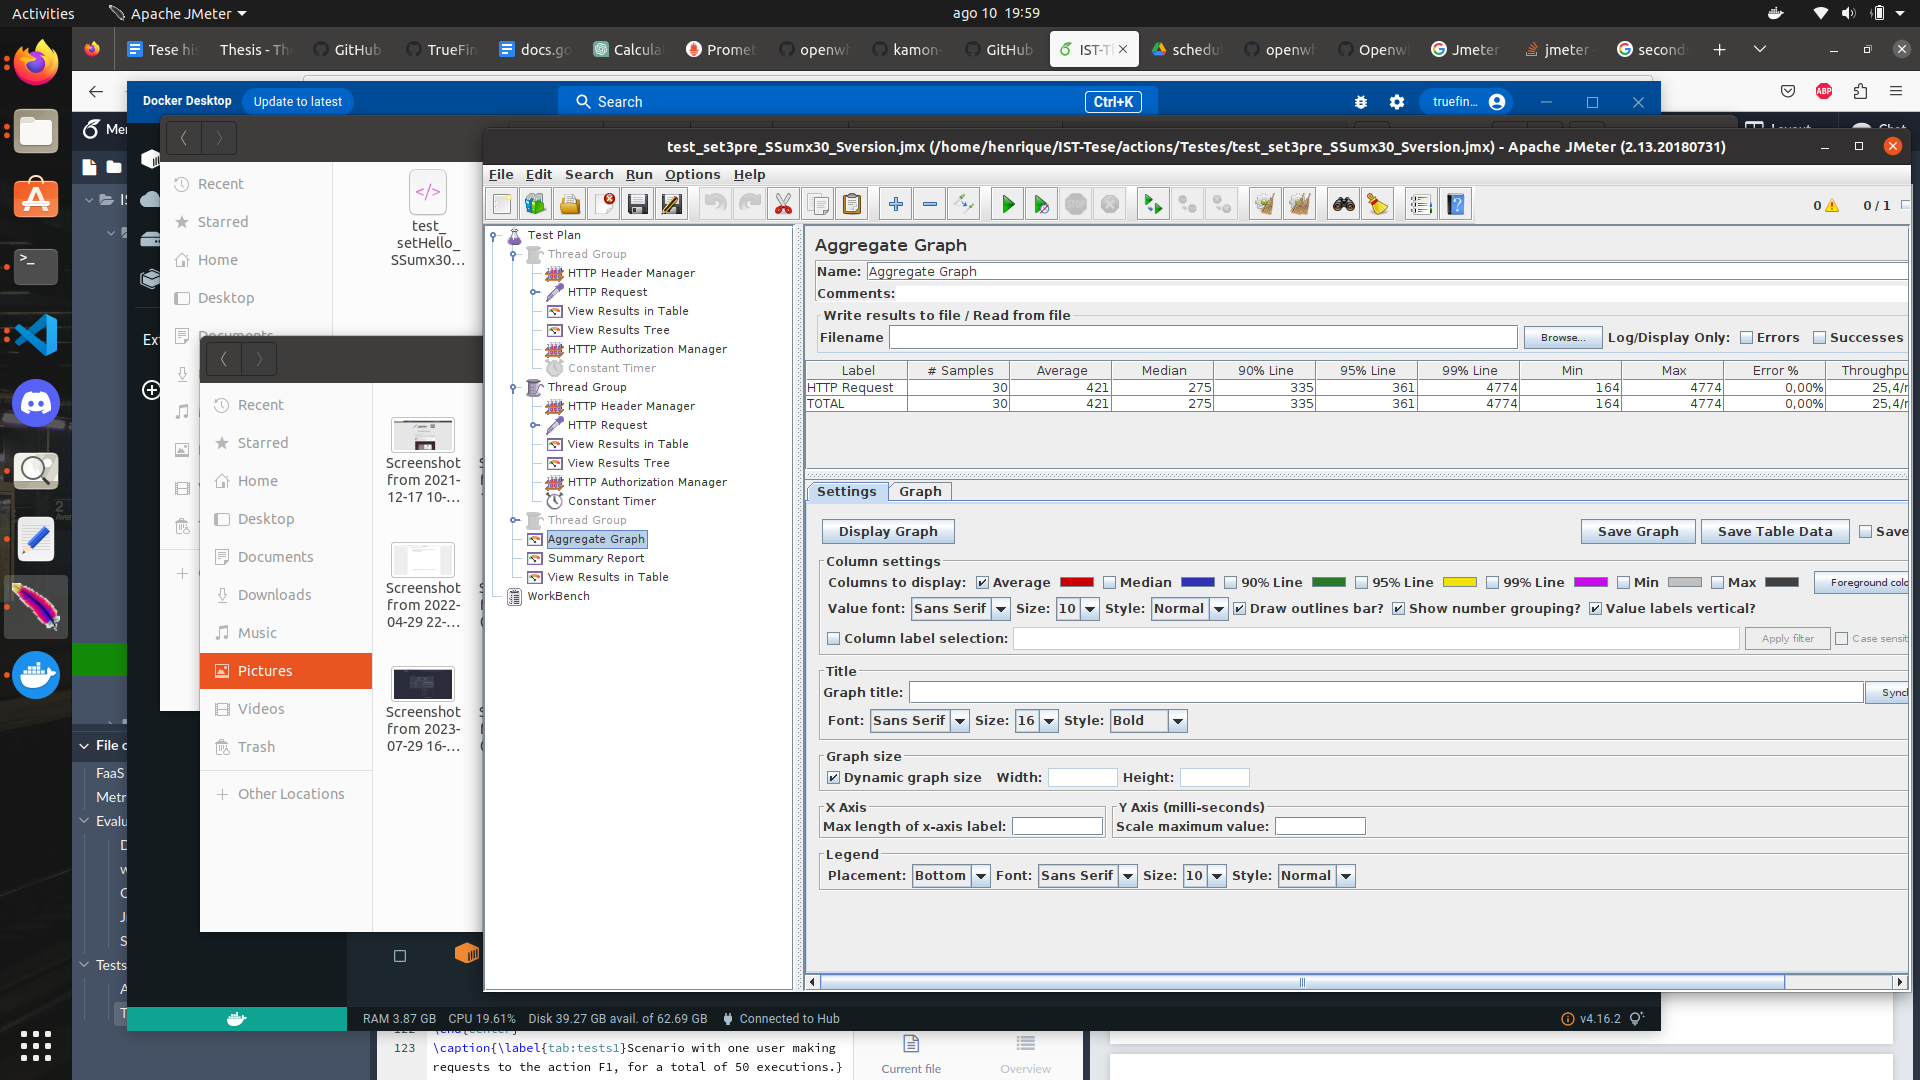 Activities
Apache JMeter
ago 10 19:59
Tese his
Thesis - Th
GitHub
TrueFin
docs.go
Calcula
Promet
openwh
kamon-
GitHub
IST-T
schedul
openwh
Openw
Jmeter
jmeter
second
Docker Desktop
Update to latest
Search
Ctrl+K
truefin...
Layout
Chat
test_set3pre_SSumx30_Sversion.jmx (/home/henrique/IST-Tese/actions/Testes/test_set3pre_SSumx30_Sversion.jmx) - Apache JMeter (2.13.20180731)
File Edit Search Run Options Help
0
0 / 1
Recent
Starred
Home
Desktop
Documents
test_
setHello_
SSumx30...
Recent
Starred
Home
Desktop
Documents
Downloads
Music
Pictures
Videos
Trash
Other Locations
Screenshot
from 2021-
12-17 10-...
Screenshot
from 2022-
04-29 22-...
Screenshot
from 2023-
07-29 16-...
Test Plan
Thread Group
HTTP Header Manager
HTTP Request
View Results in Table
View Results Tree
HTTP Authorization Manager
Constant Timer
Thread Group
HTTP Header Manager
HTTP Request
View Results in Table
View Results Tree
HTTP Authorization Manager
Constant Timer
Thread Group
Aggregate Graph
Summary Report
View Results in Table
WorkBench
Aggregate Graph
Name: Aggregate Graph
Comments:
Write results to file / Read from file
Filename
Browse...
Log/Display Only:
Errors
Successes
Label # Samples Average Median 90% Line 95% Line 99% Line Min Max Error % Throughpu
HTTP Request 30 421 275 335 361 4774 164 4774 0,00% 25,4/
TOTAL 30 421 275 335 361 4774 164 4774 0,00% 25,4/
Settings Graph
Display Graph
Save Graph
Save Table Data
Save
Column settings
Columns to display: Average Median 90% Line 95% Line 99% Line Min Max Foreground colo
Value font: Sans Serif Size: 10 Style: Normal Draw outlines bar? Show number grouping? Value labels vertical?
Column label selection:
Apply filter
Case sensit
Title
Graph title:
Synch
Font: Sans Serif Size: 16 Style: Bold
Graph size
Dynamic graph size Width: Height:
X Axis
Max length of x-axis label:
Y Axis (milli-seconds)
Scale maximum value:
Legend
Placement: Bottom Font: Sans Serif Size: 10 Style: Normal
File o
FaaS
Metr
Evalu
Tests
RAM 3.87 GB CPU 19.61% Disk 39.27 GB avail. of 62.69 GB Connected to Hub
v4.16.2
123 \caption{\label{tab:tests1}Scenario with one user making
requests to the action F1, for a total of 50 executions.}
Current file
Overview